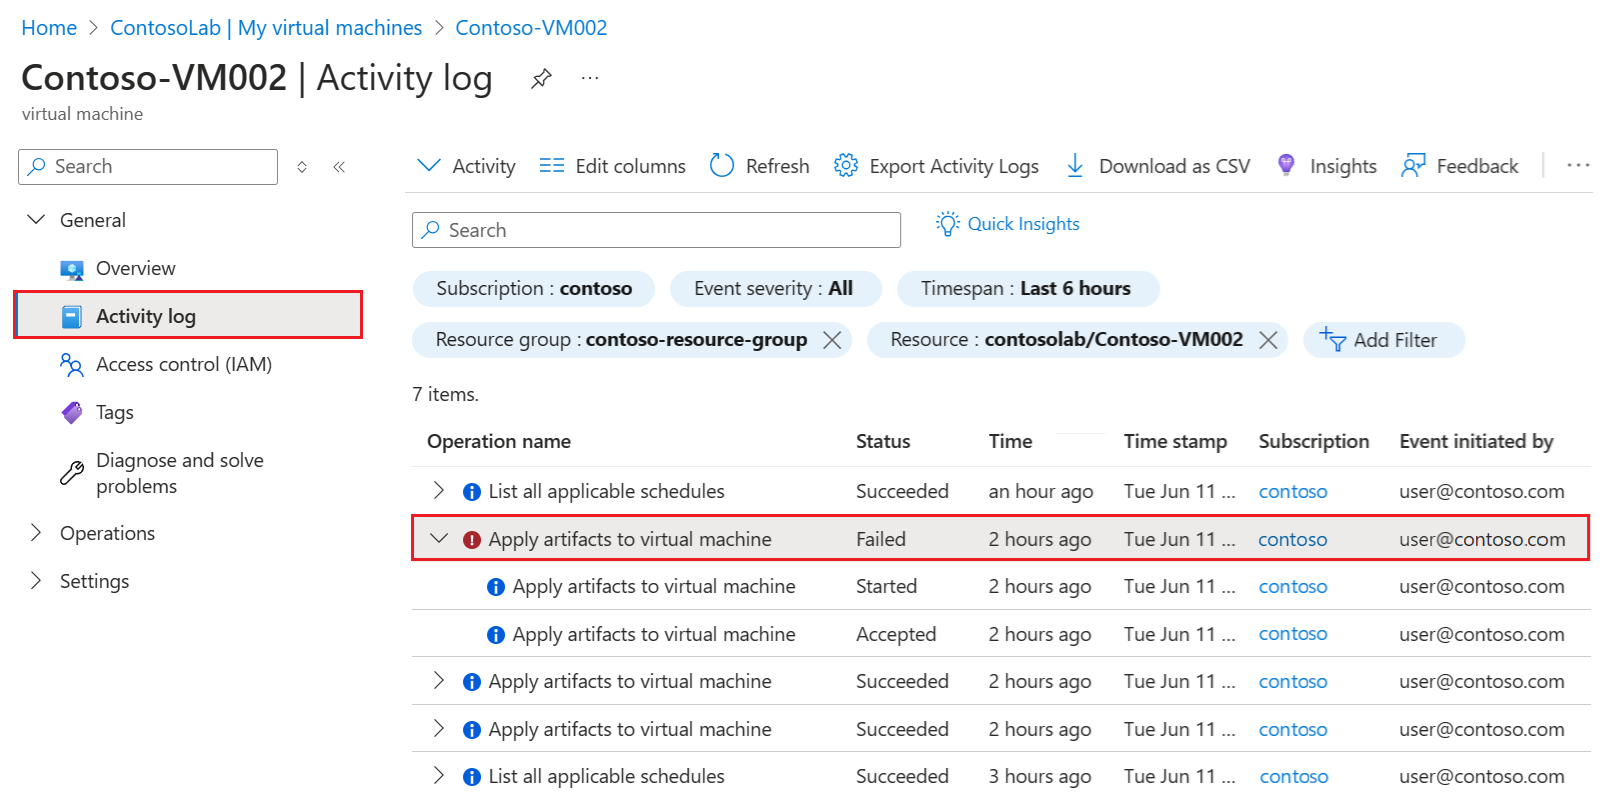 Home > ContosoLab | My virtual machines > Contoso-VM002
Contoso-VM002 | Activity log ...
virtual machine
Search
General
Overview
Activity log
Access control (IAM)
Tags
Diagnose and solve
problems
Operations
Settings
Activity Edit columns Refresh Export Activity Logs Download as CSV Insights Feedback ...
Search Quick Insights
Subscription : contoso Event severity : All Timespan : Last 6 hours
Resource group : contoso-resource-group Resource : contosolab/Contoso-VM002 Add Filter
7 items.
Operation name Status Time Time stamp Subscription Event initiated by
List all applicable schedules Succeeded an hour ago Tue Jun 11 ... contoso user@contoso.com
Apply artifacts to virtual machine Failed 2 hours ago Tue Jun 11 ... contoso user@contoso.com
Apply artifacts to virtual machine Started 2 hours ago Tue Jun 11 ... contoso user@contoso.com
Apply artifacts to virtual machine Accepted 2 hours ago Tue Jun 11 ... contoso user@contoso.com
Apply artifacts to virtual machine Succeeded 2 hours ago Tue Jun 11 ... contoso user@contoso.com
Apply artifacts to virtual machine Succeeded 2 hours ago Tue Jun 11 ... contoso user@contoso.com
List all applicable schedules Succeeded 3 hours ago Tue Jun 11 ... contoso user@contoso.com